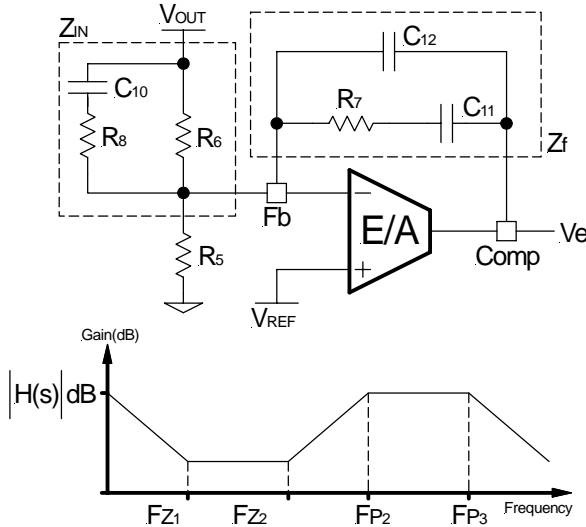 VOUT
ZIN
C10
R8
R6
R5
C12
R7
C11
Zf
Fb
−
+
E/A
Comp
Ve
VREF
Gain(dB)
|H(s)| dB
FZ1
FZ2
FP2
FP3
Frequency